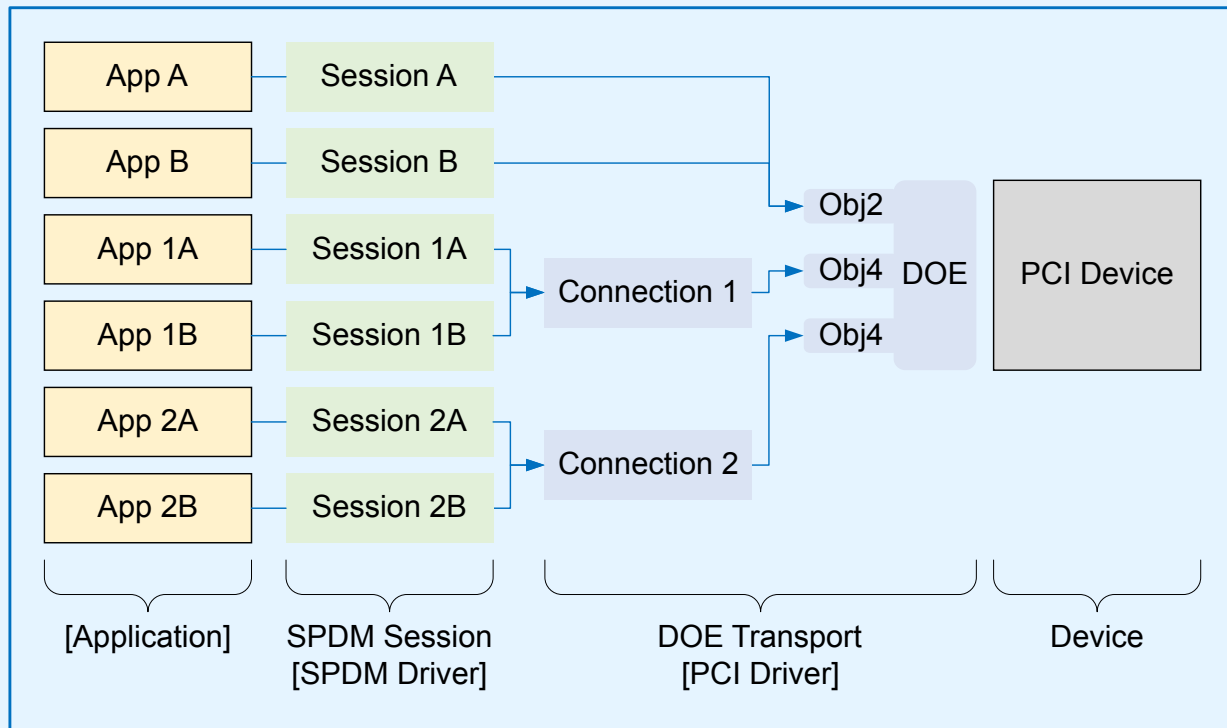 App A
Session A
App B
Session B
Obj2
App 1A
Session 1A
Connection 1
Obj4
DOE
PCI Device
App 1B
Session 1B
Obj4
App 2A
Session 2A
Connection 2
App 2B
Session 2B
[Application]
SPDM Session
[SPDM Driver]
DOE Transport
[PCI Driver]
Device